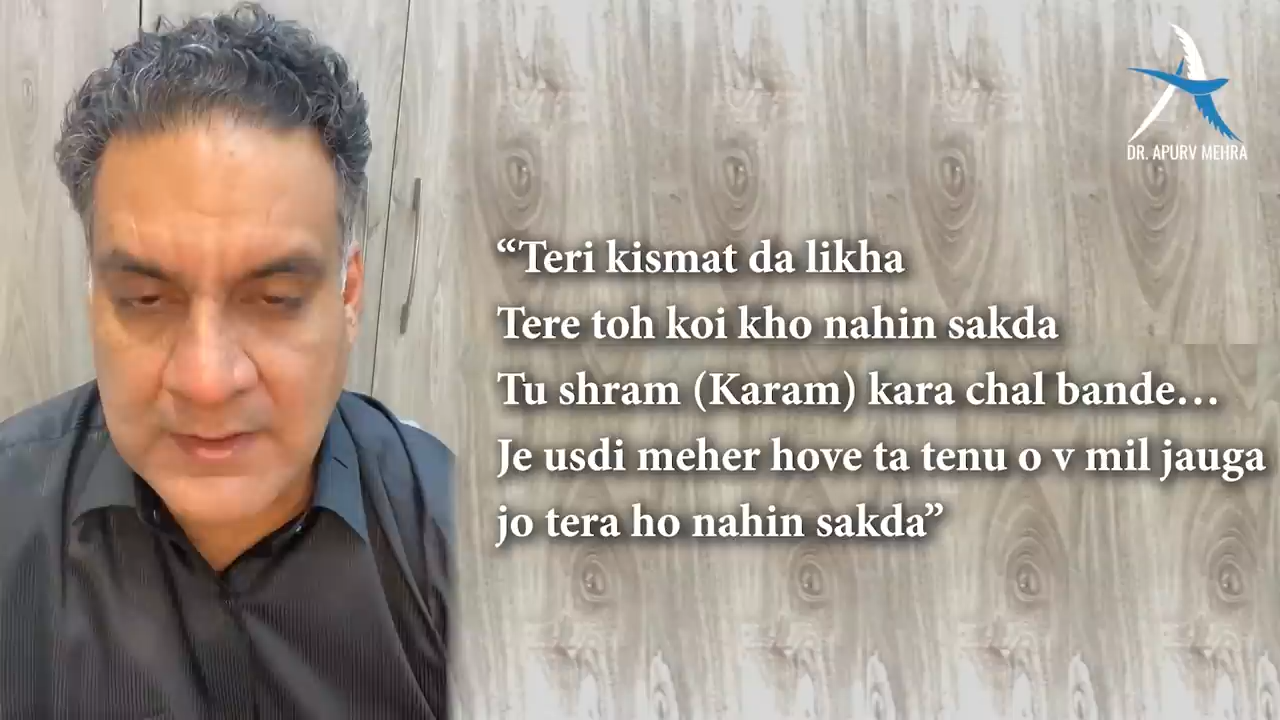 DR. APURV MEHRA
“Teri kismat da likha
Tere toh koi kho nahin sakda
Tu shram (Karam) kara chal bande…
Je usdi meher hove ta tenu o v mil jauga
jo tera ho nahin sakda”